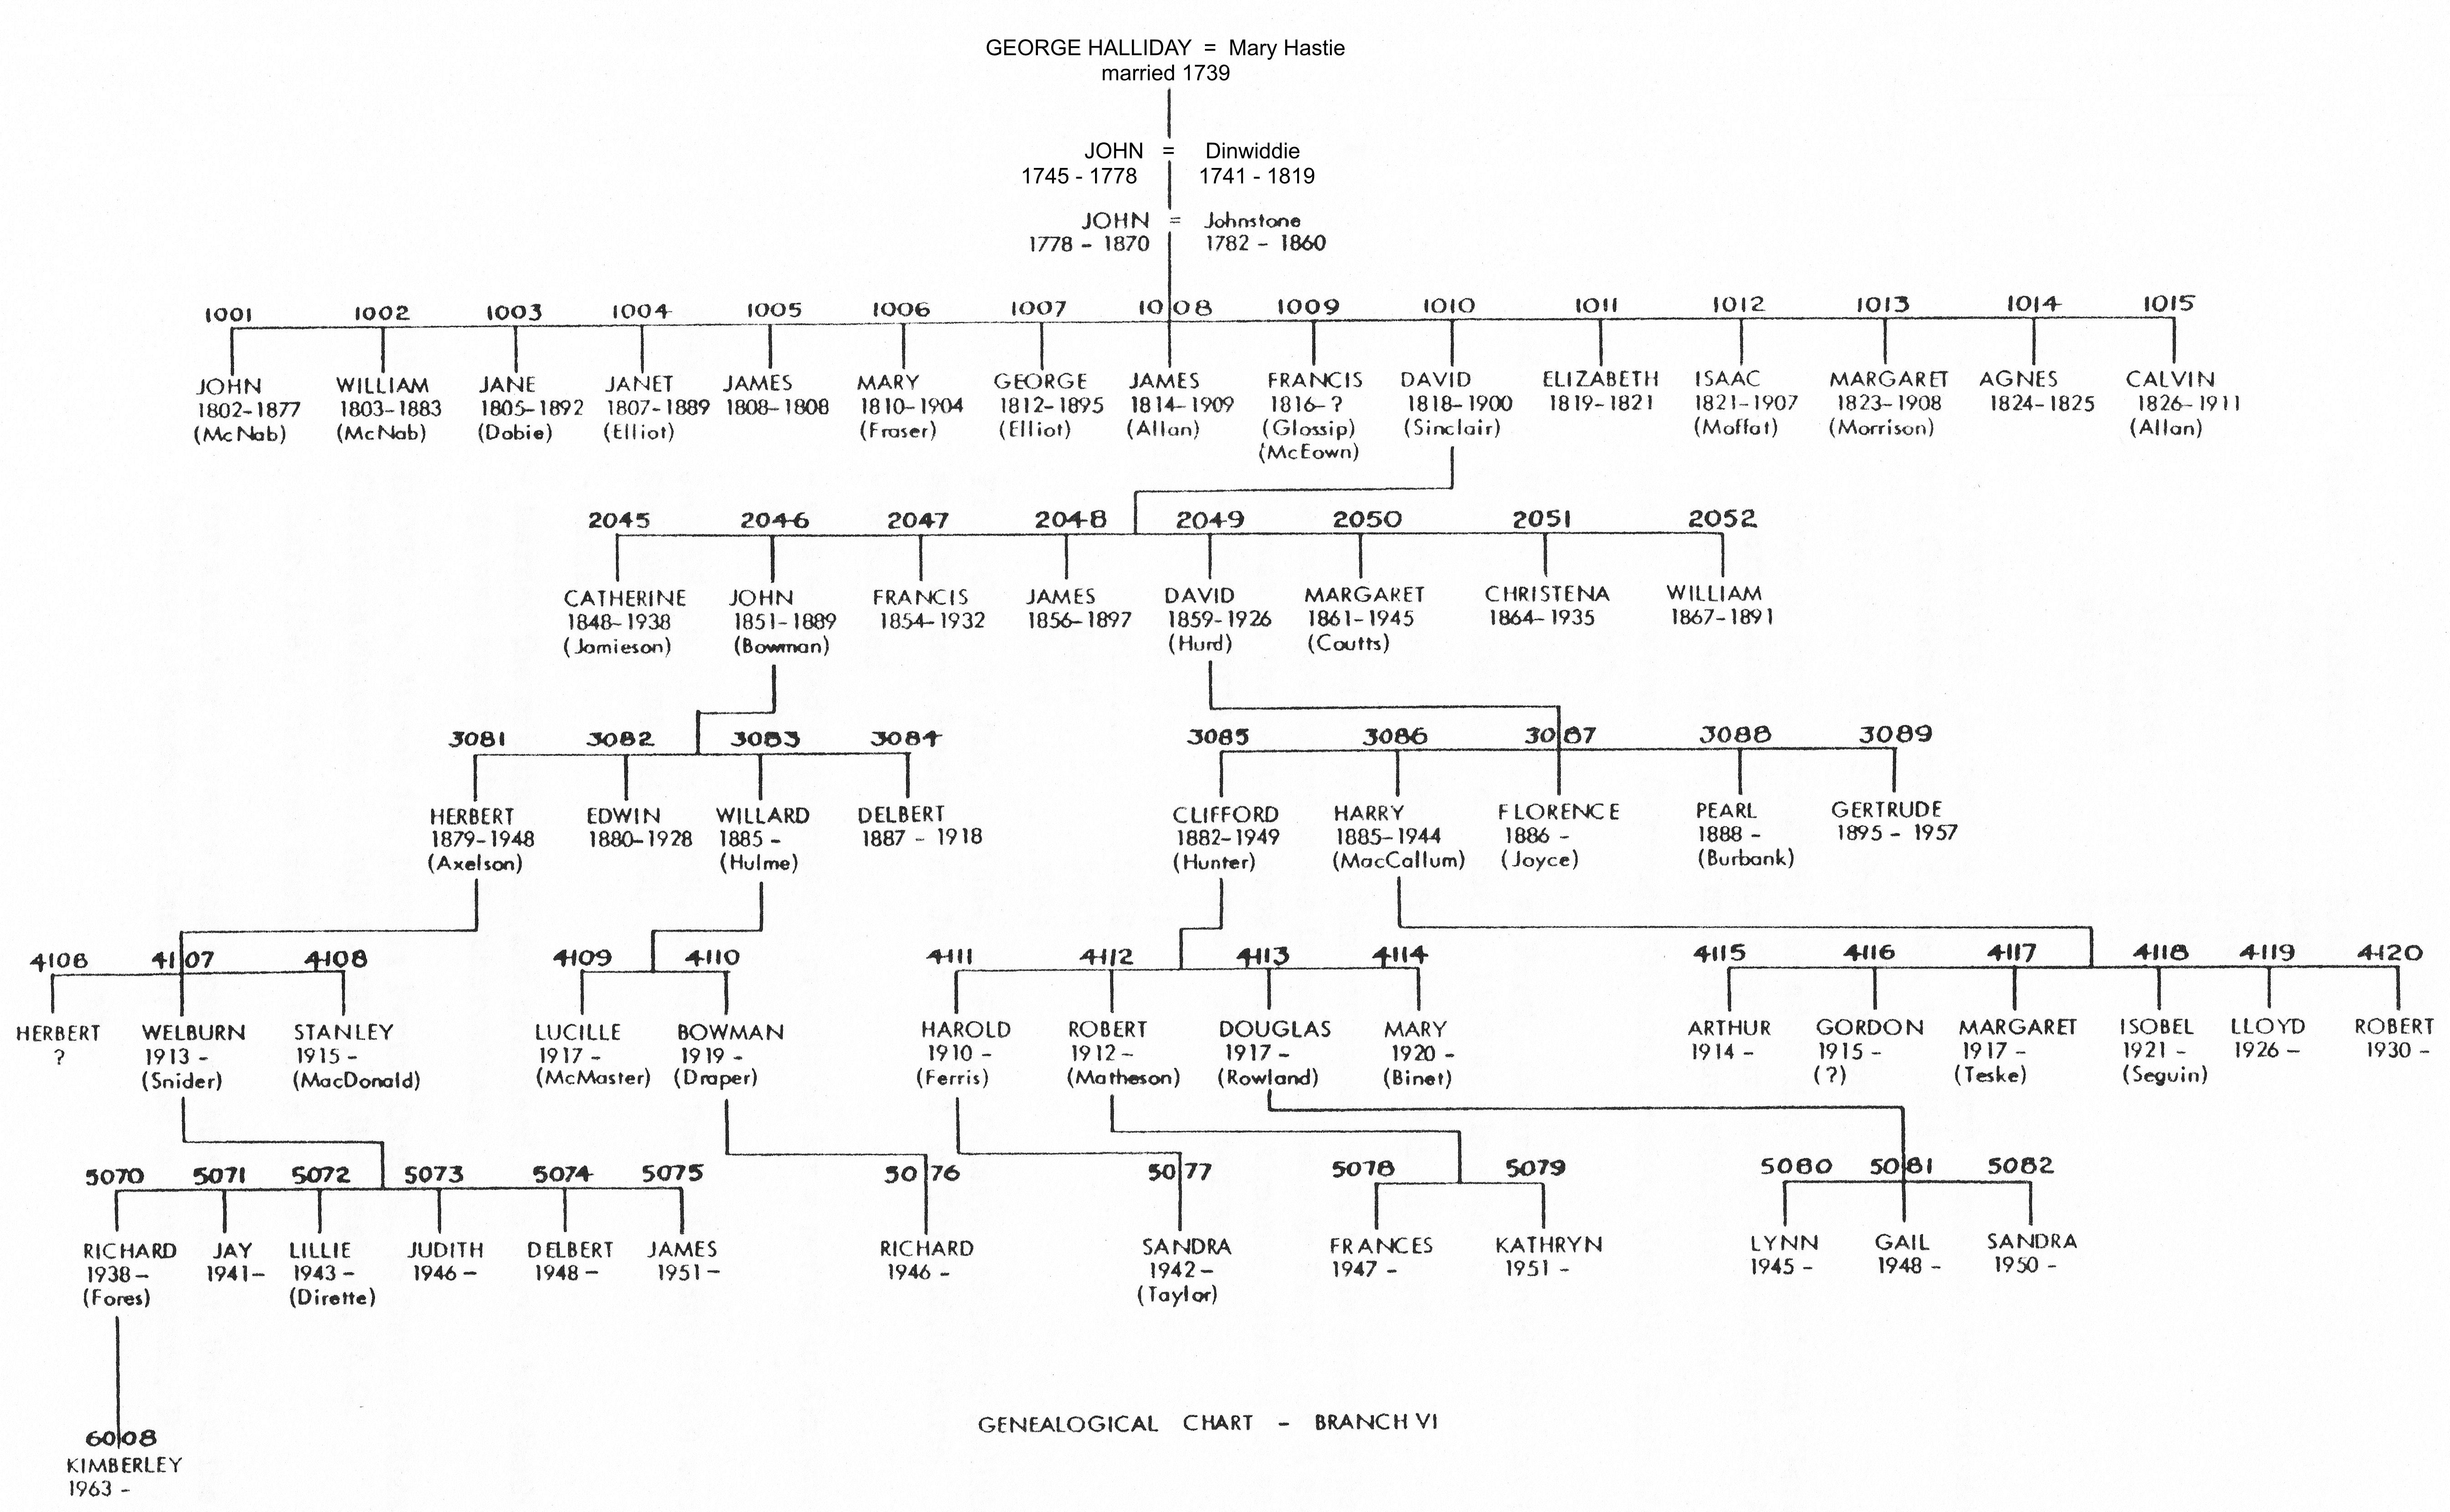 GEORGE HALLIDAY = Mary Hastie
married 1739
JOHN = Dinwiddie
1745 - 1778 1741 - 1819
JOHN = Johnstone
1778 - 1870 1782 - 1860
1001 1002 1003 1004 1005 1006 1007 1008 1009 1010 1011 1012 1013 1014 1015
JOHN WILLIAM JANE JANET JAMES MARY GEORGE JAMES FRANCIS DAVID ELIZABETH ISAAC MARGARET AGNES CALVIN
1802-1877 1803-1883 1805-1892 1807-1889 1808-1808 1810-1904 1812-1895 1814-1909 1816-? 1818-1900 1819-1821 1821-1907 1823-1908 1824-1825 1826-1911
(McNab) (McNab) (Dobie) (Elliot) (Fraser) (Elliot) (Allan) (Glossip) (Sinclair) (Moffat) (Morrison) (Allan)
(McEown)
2045 2046 2047 2048 2049 2050 2051 2052
CATHERINE JOHN FRANCIS JAMES DAVID MARGARET CHRISTENA WILLIAM
1848-1938 1851-1889 1854-1932 1856-1897 1859-1926 1861-1945 1864-1935 1867-1891
(Jamieson) (Bowman) (Hurd) (Coutts)
3081 3082 3083 3084 3085 3086 3087 3088 3089
HERBERT EDWIN WILLARD DELBERT CLIFFORD HARRY FLORENCE PEARL GERTRUDE
1879-1948 1880-1928 1885 - 1887 - 1918 1882-1949 1885-1944 1886 - 1888 - 1895 - 1957
(Axelson) (Hulme) (Hunter) (MacCallum) (Joyce) (Burbank)
4106 4107 4108 4109 4110 4111 4112 4113 4114 4115 4116 4117 4118 4119 4120
HERBERT WELBURN STANLEY LUCILLE BOWMAN HAROLD ROBERT DOUGLAS MARY ARTHUR GORDON MARGARET ISOBEL LLOYD ROBERT
? 1913 - 1915 - 1917 - 1919 - 1910 - 1912 - 1917 - 1920 - 1914 - 1915 - 1917 - 1921 - 1926 - 1930 -
(Snider) (MacDonald) (McMaster) (Draper) (Ferris) (Matheson) (Rowland) (Binet) (?) (Teske) (Seguin)
5070 5071 5072 5073 5074 5075 5076 5077 5078 5079 5080 5081 5082
RICHARD JAY LILLIE JUDITH DELBERT JAMES RICHARD SANDRA FRANCES KATHRYN LYNN GAIL SANDRA
1938 - 1941 - 1943 - 1946 - 1948 - 1951 - 1946 - 1942 - 1947 - 1951 - 1945 - 1948 - 1950 -
(Fores) (Dirette) (Taylor)
GENEALOGICAL CHART - BRANCH VI
6008
KIMBERLEY
1963 -